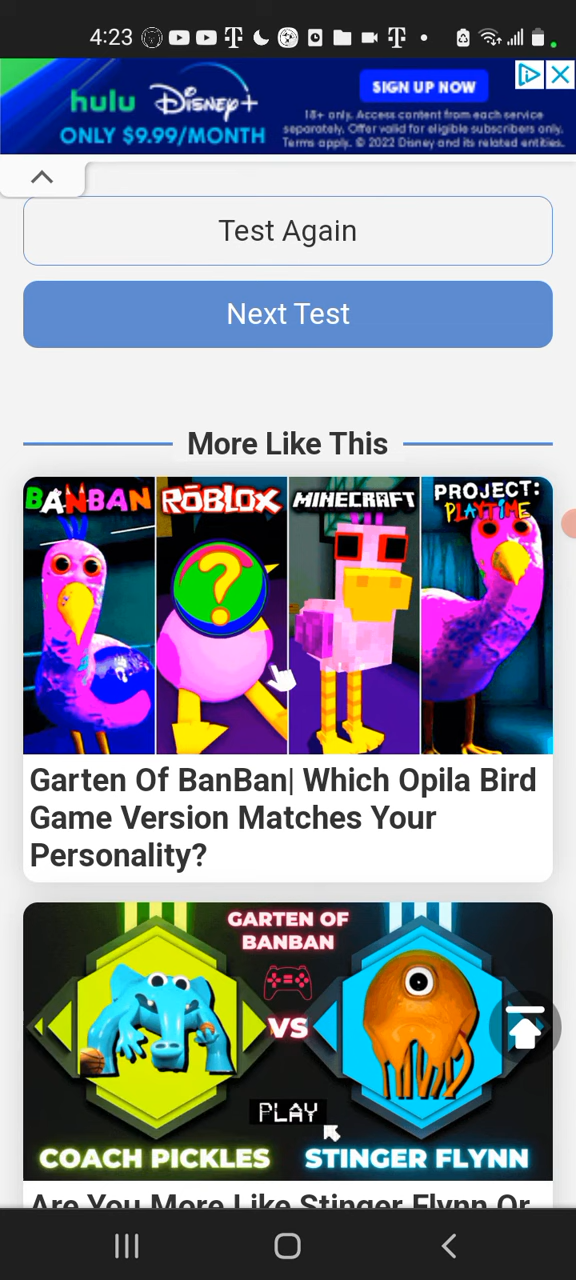 4:23
hulu Disney+
ONLY $9.99/MONTH
SIGN UP NOW
18+ only. Access content from each service
separately. Offer valid for eligible subscribers only.
Terms apply. © 2022 Disney and its related entities.
Test Again
Next Test
More Like This
BANBAN
ROBLOX
MINECRAFT
PROJECT:
PLAYTIME
?
Garten Of BanBan| Which Opila Bird
Game Version Matches Your
Personality?
GARTEN OF
BANBAN
VS
PLAY
COACH PICKLES
STINGER FLYNN
Are You More Like Stinger Flynn Or